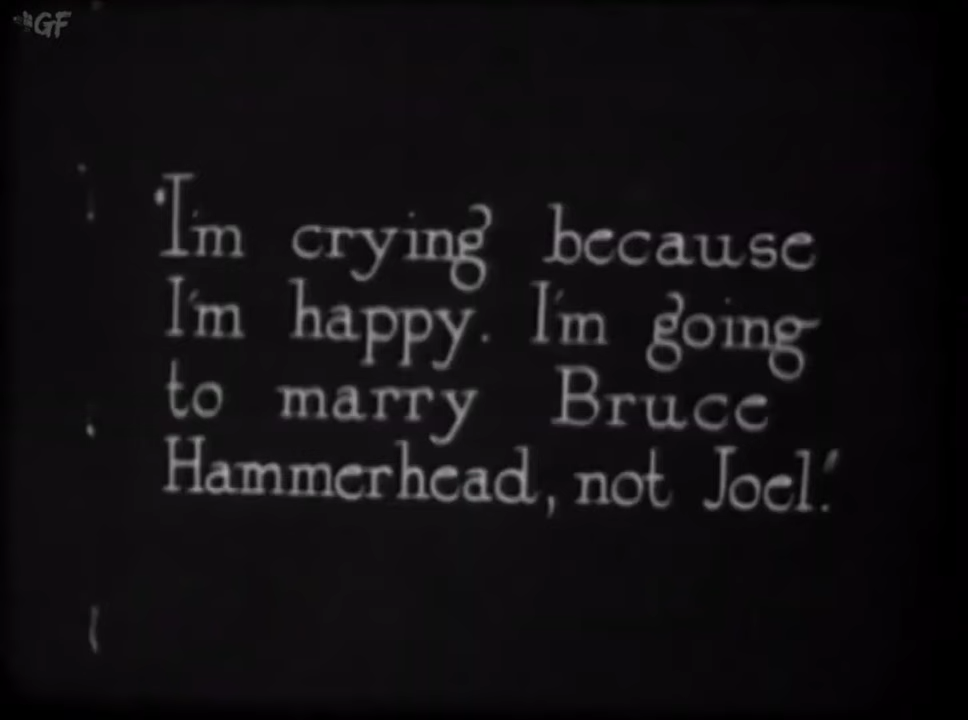 GF
"I'm crying because
I'm happy. I'm going
to marry Bruce
Hammerhead, not Joel."